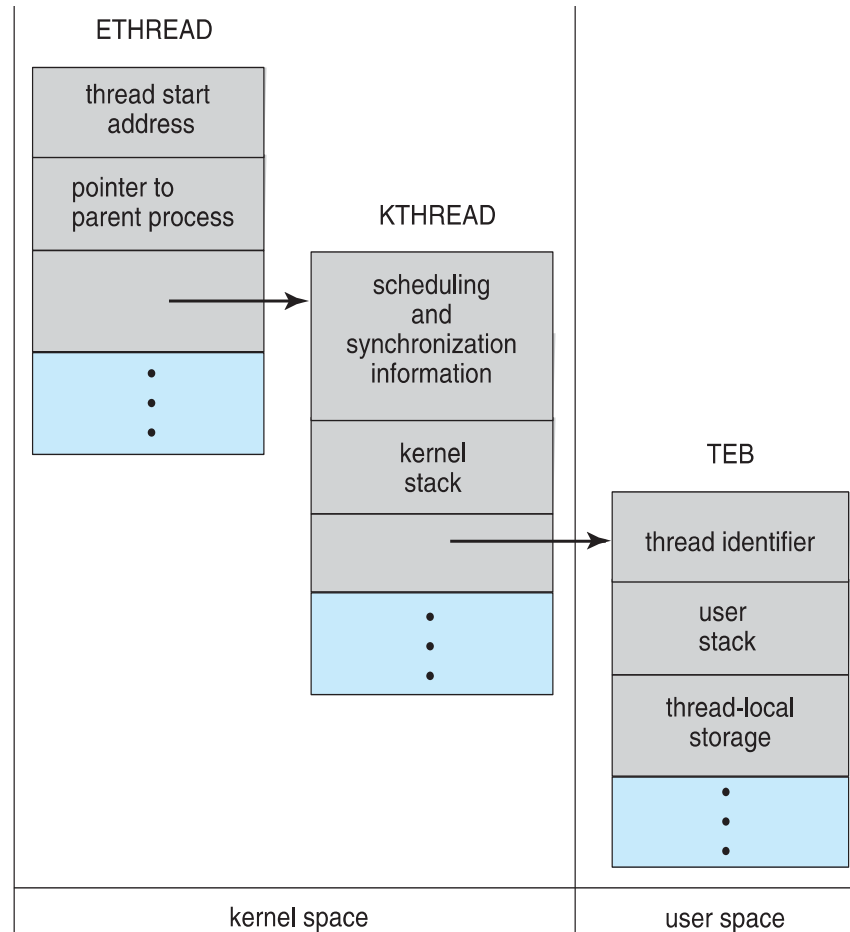 ETHREAD
thread start
address
pointer to
parent process
KTHREAD
scheduling
and
synchronization
information
kernel
stack
TEB
thread identifier
user
stack
thread-local
storage
kernel space
user space